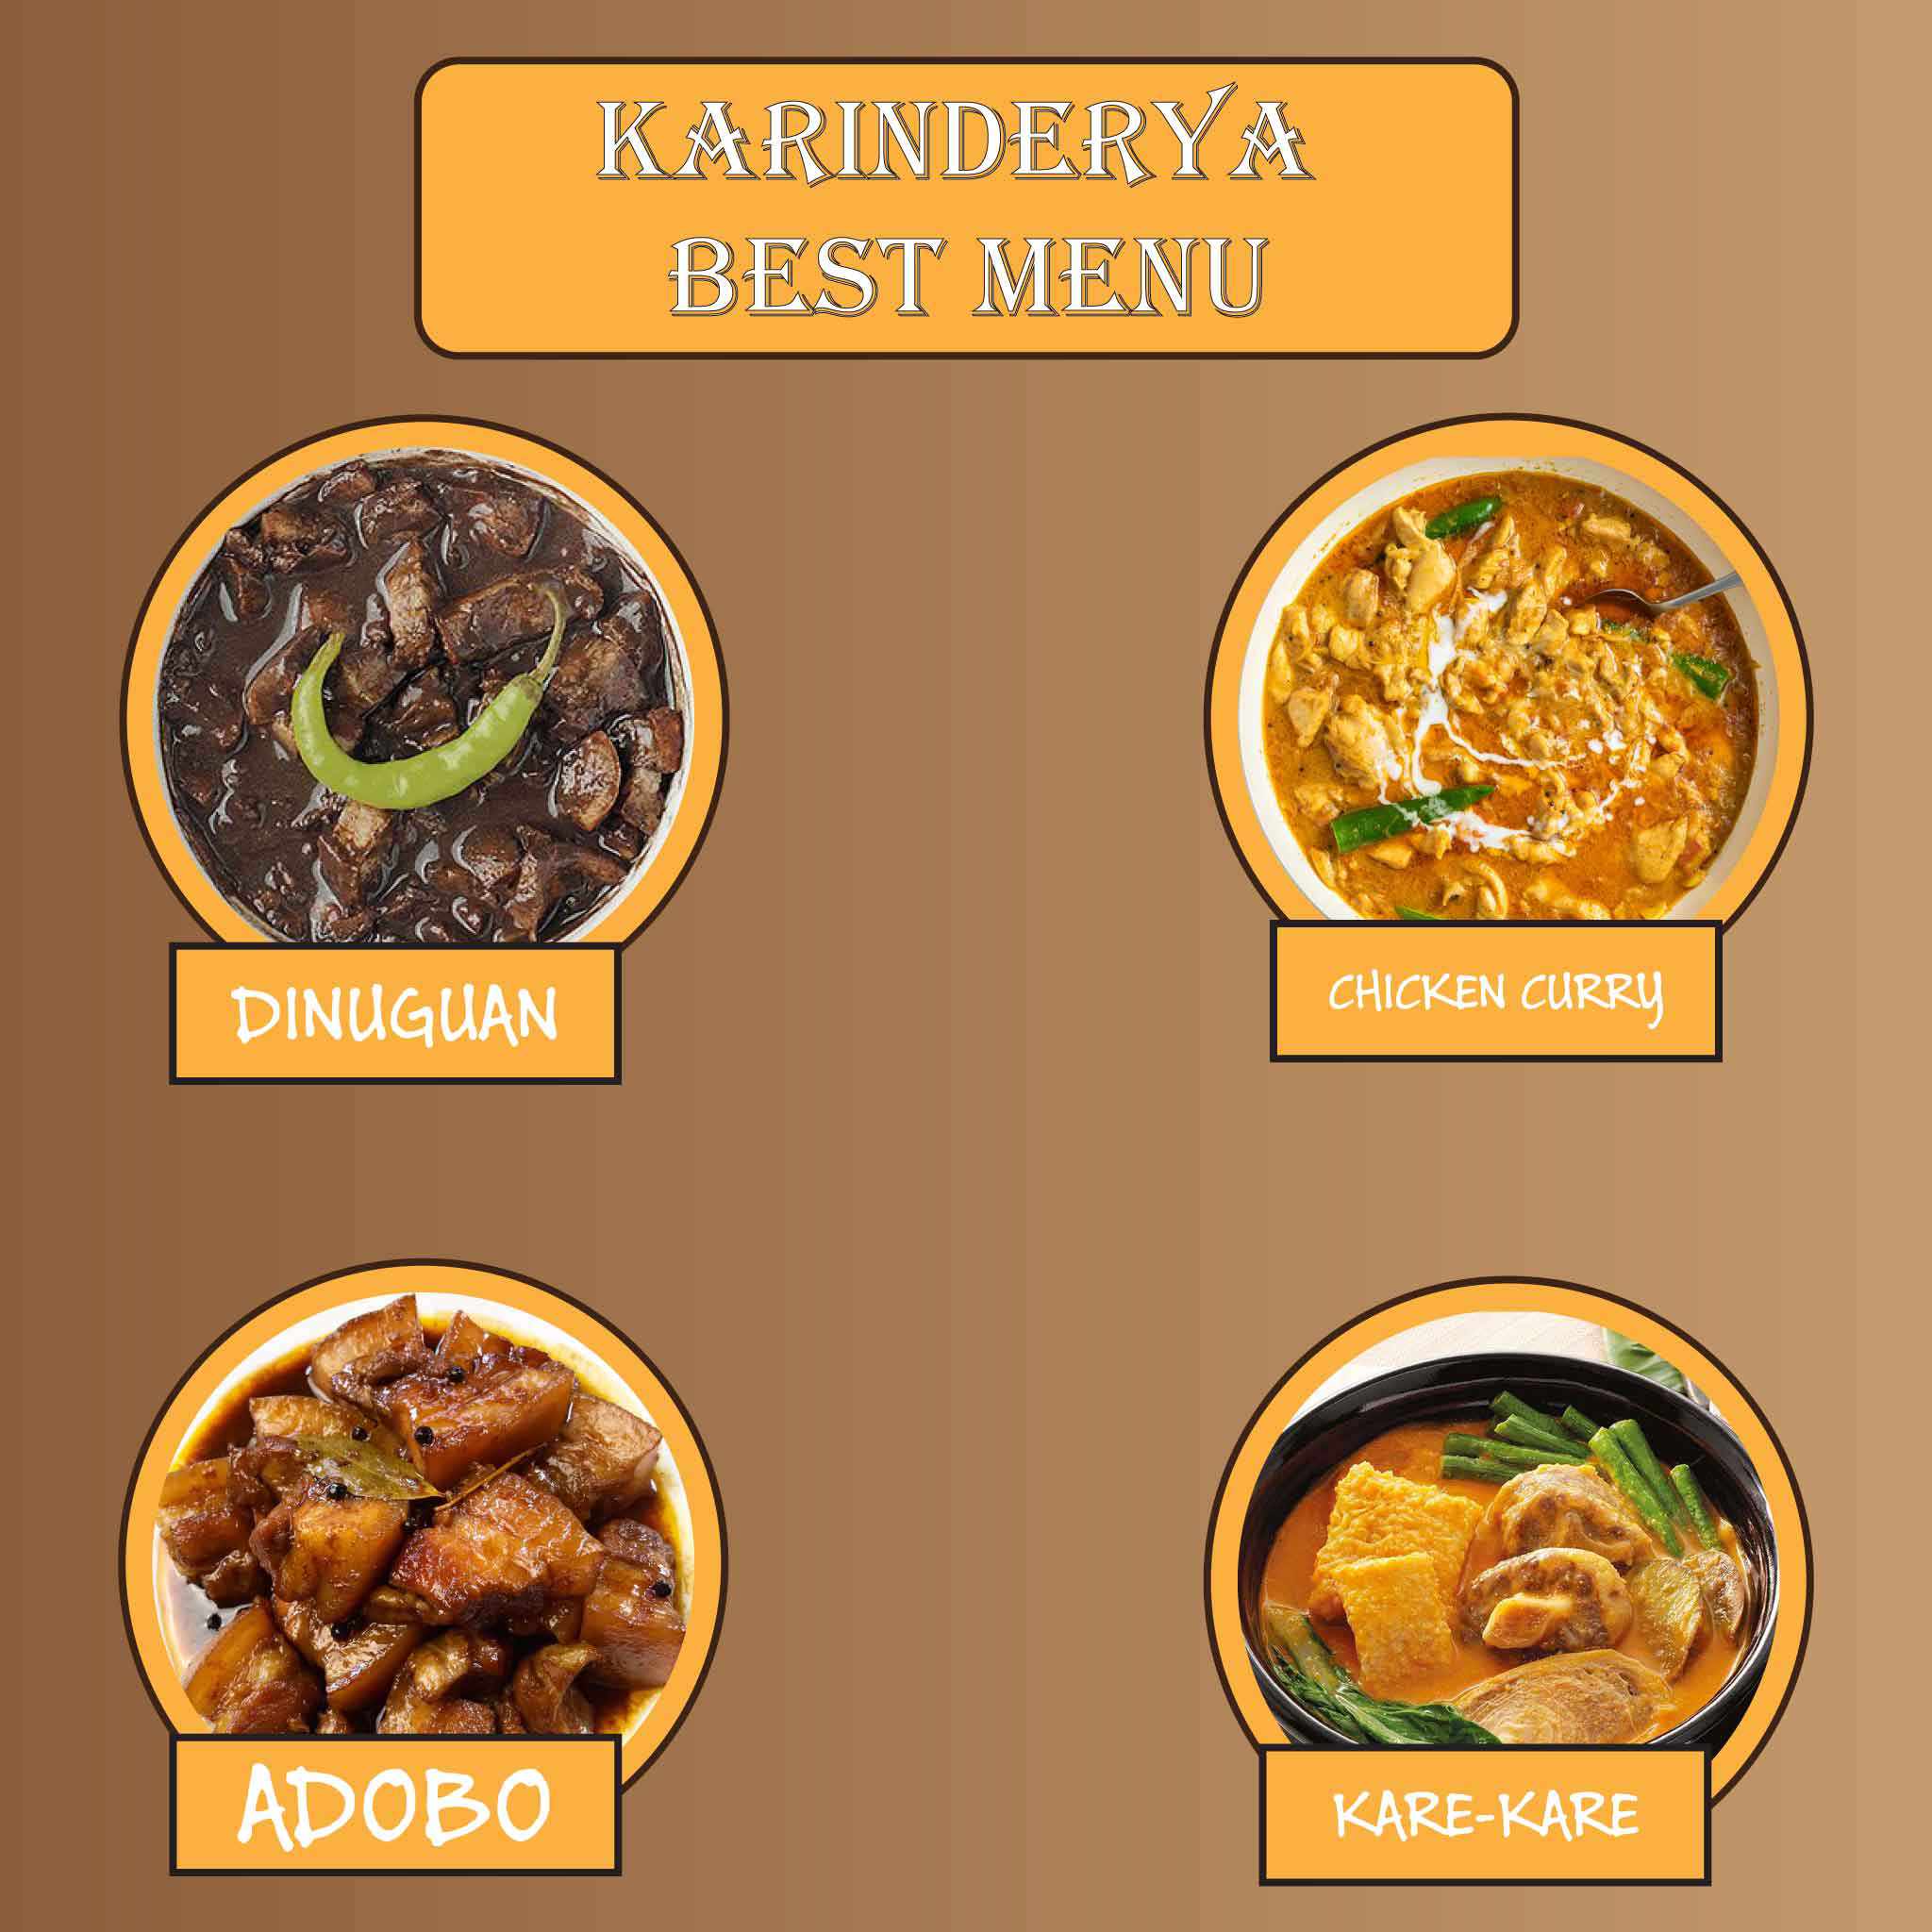 KARINDERYA
BEST MENU
DINUGUAN
CHICKEN CURRY
ADOBO
KARE-KARE